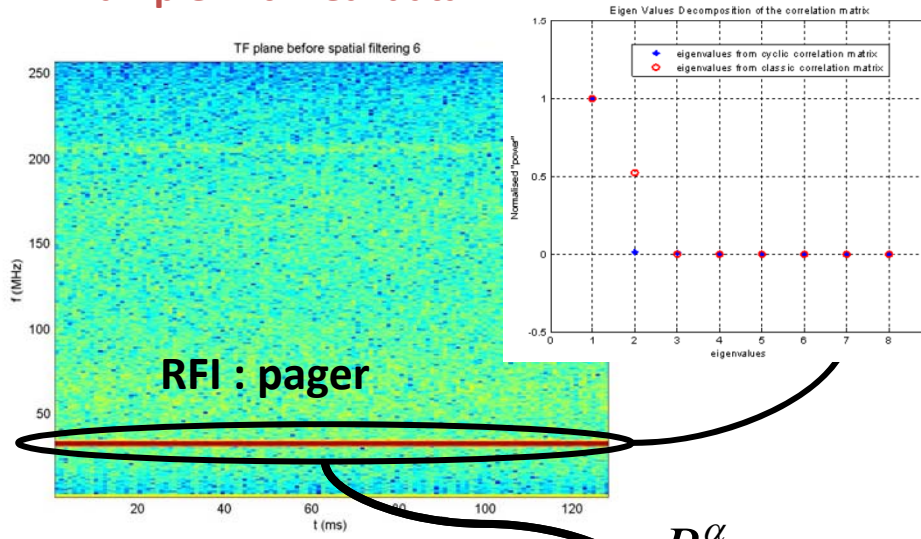 TF plane before spatial filtering 6
250
200
150
100
50
f (MHz)
RFI : pager
20
40
60
80
100
120
t (ms)
Eigen Values Decomposition of the correlation matrix
eigenvalues from cyclic correlation matrix
eigenvalues from classic correlation matrix
1.5
1
0.5
0
-0.5
Normalised "power"
0
1
2
3
4
5
6
7
8
eigenvalues
R^α